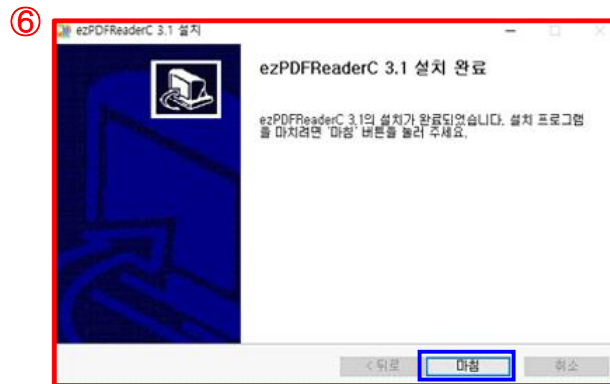 ⑥
ezPDFReaderC 3.1 설치
ezPDFReaderC 3.1 설치 완료
ezPDFReaderC 3.1의 설치가 완료되었습니다. 설치 프로그램
을 마치려면 '마침' 버튼을 눌러 주세요.
< 뒤로 마침 취소